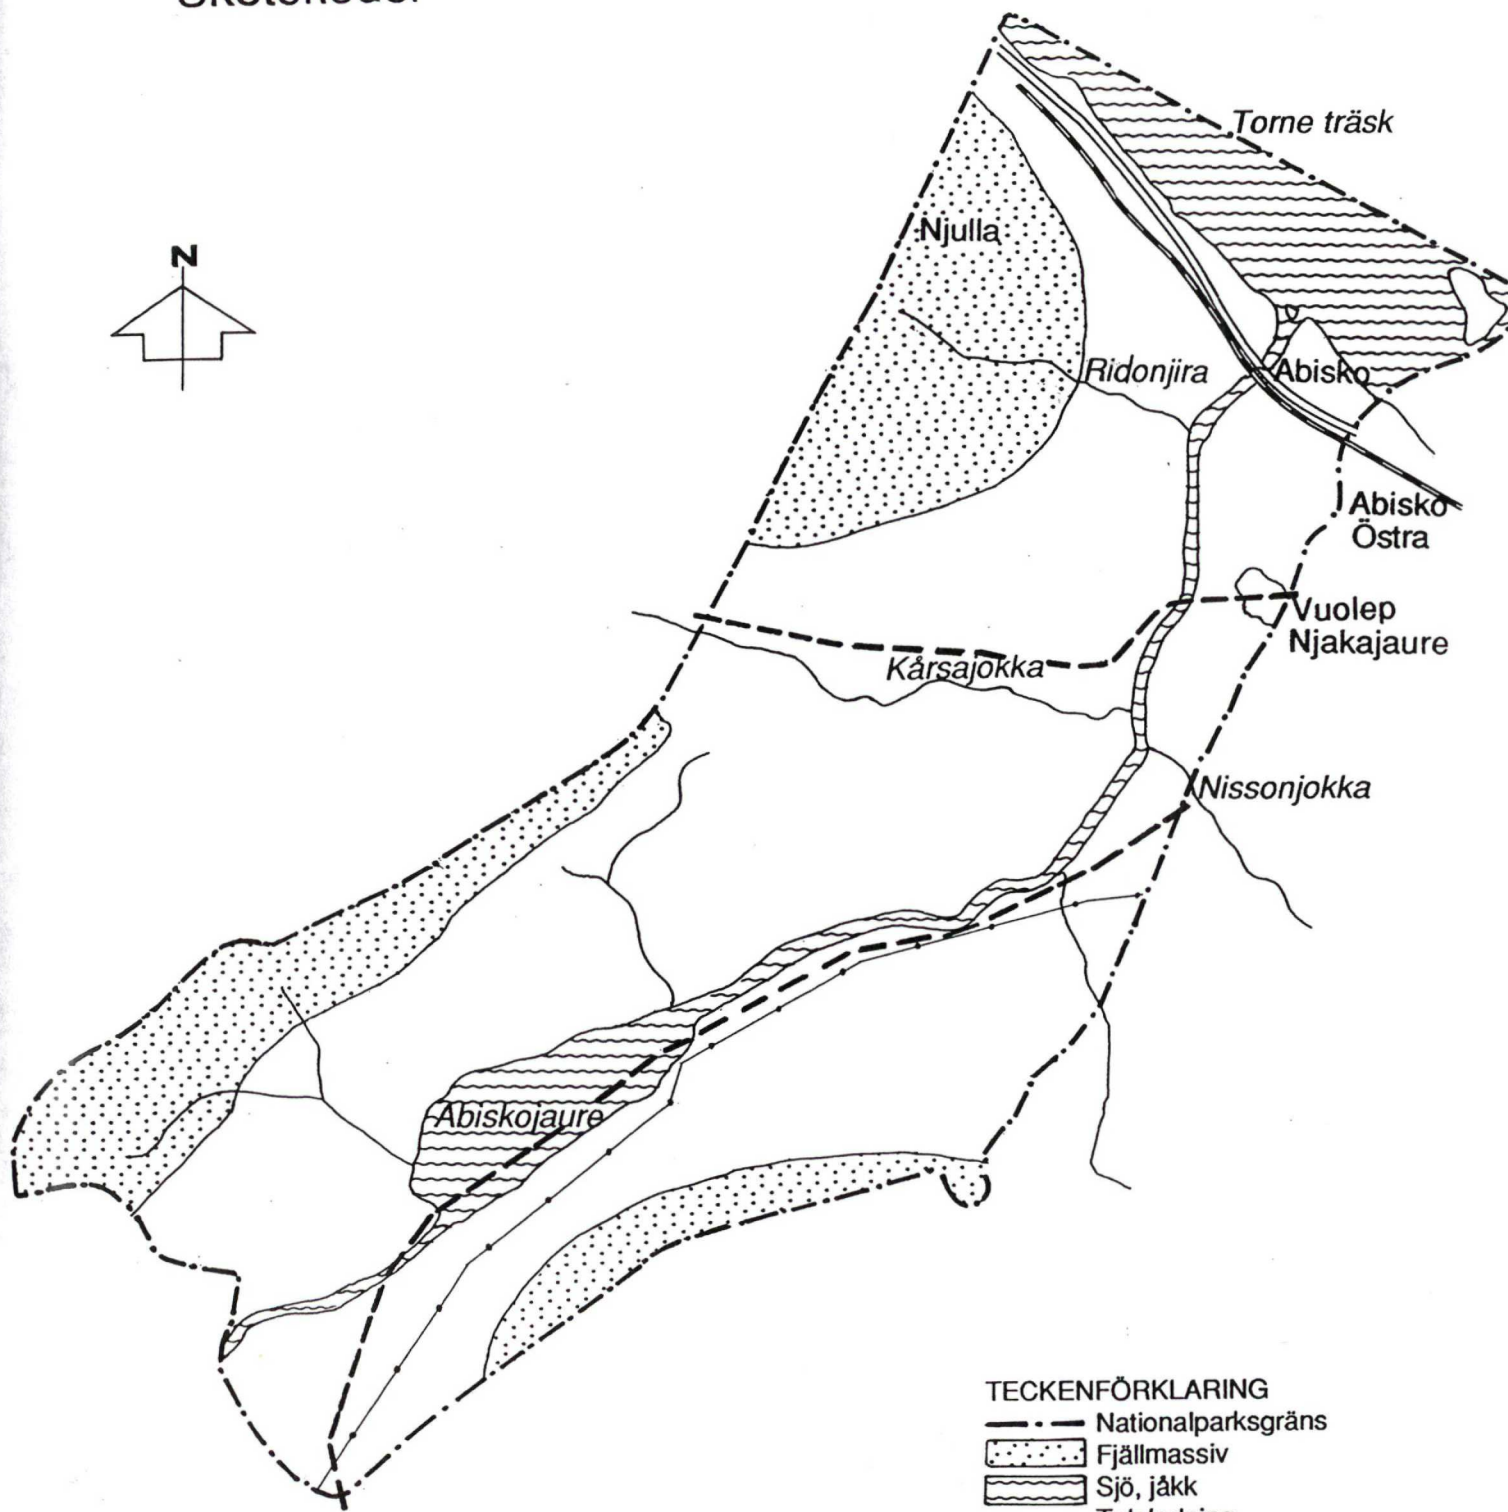 N
Torne träsk
Njulla
Ridonjira
Abisko
Abisko
Östra
Vuolep
Njakajaure
Kårsajokka
Nissonjokka
Abiskojaure
TECKENFÖRKLARING
Nationalparksgräns
Fjällmassiv
Sjö, jåkk